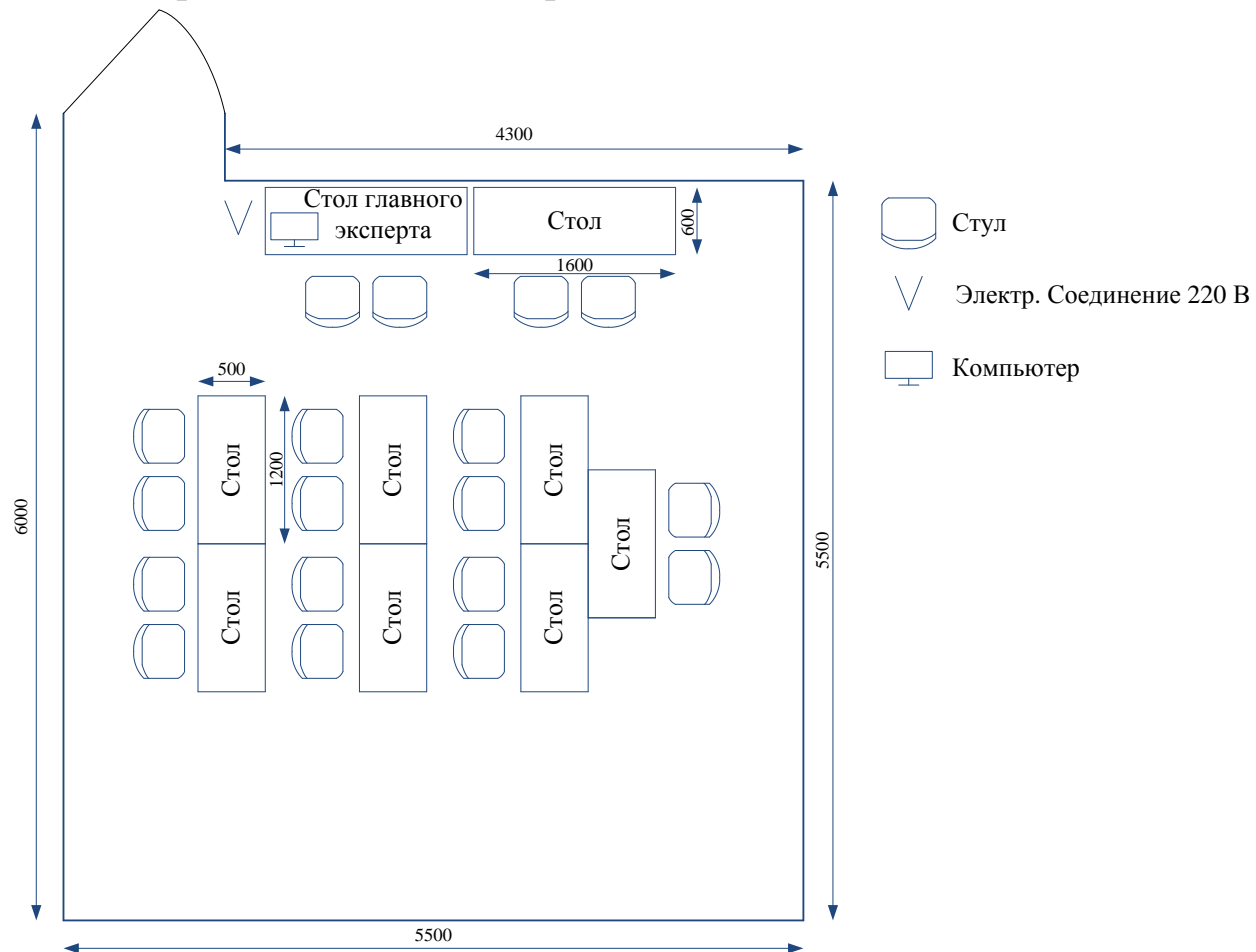 4300
Стол главного
эксперта
Стол
600
1600
Стул
Электр. Соединение 220 В
Компьютер
500
1200
Стол
Стол
Стол
Стол
Стол
Стол
Стол
6000
5500
5500